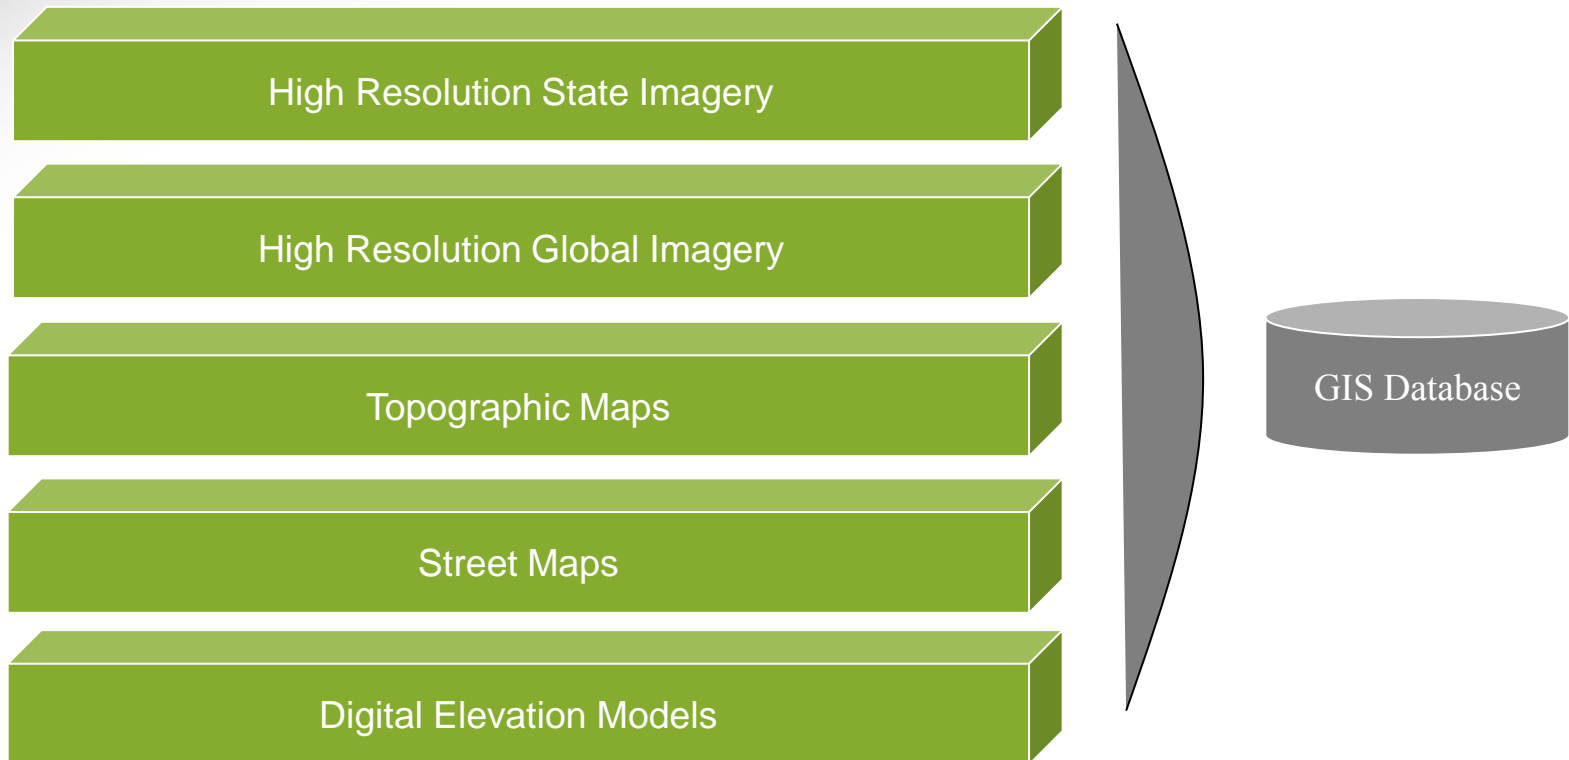 High Resolution State Imagery
High Resolution Global Imagery
Topographic Maps
Street Maps
Digital Elevation Models
GIS Database